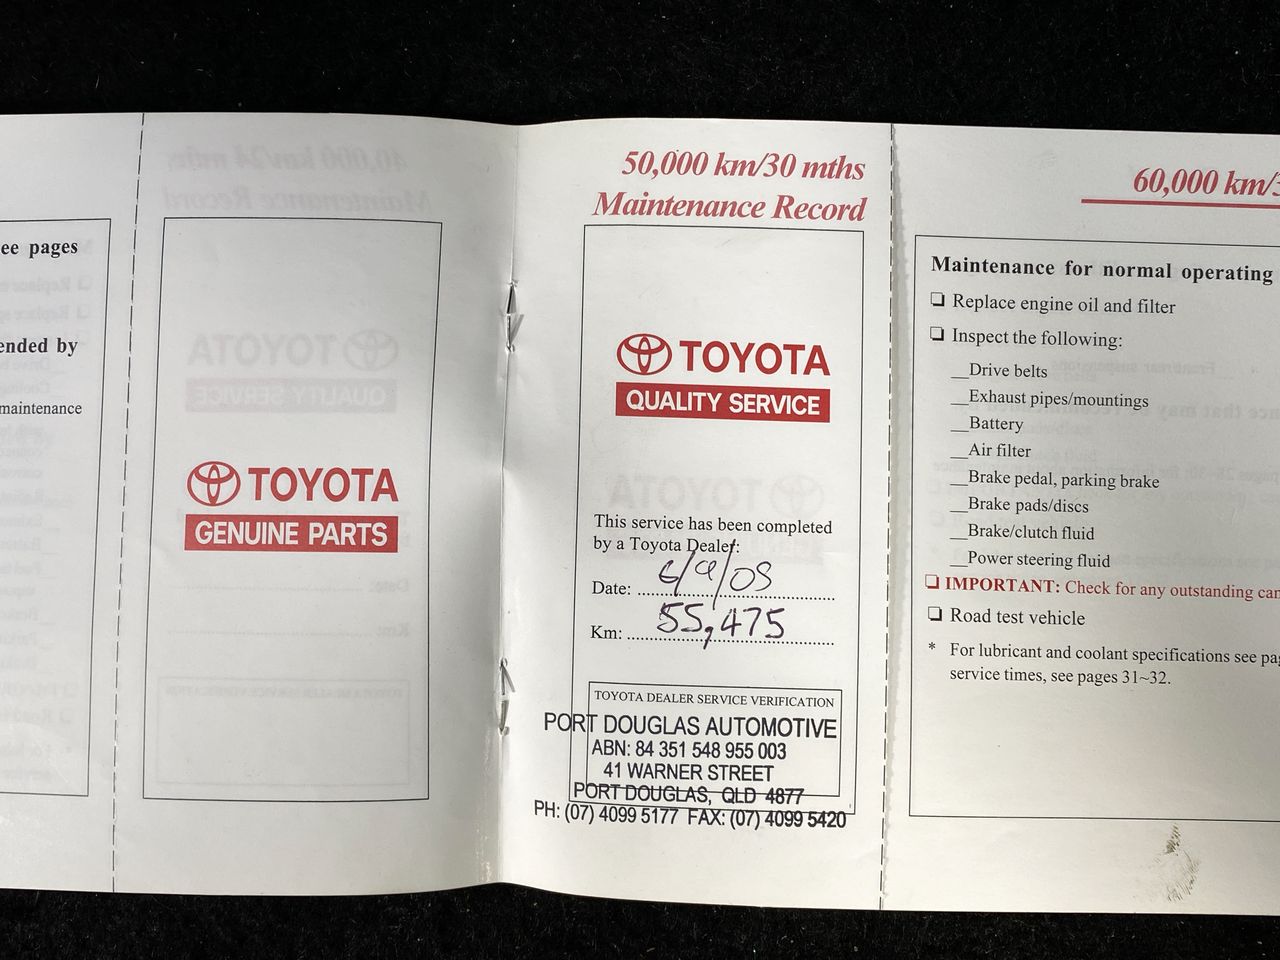 ee pages
ended by
maintenance
TOYOTA
GENUINE PARTS
50,000 km/30 mths
Maintenance Record
TOYOTA
QUALITY SERVICE
This service has been completed
by a Toyota Dealer:
Date: 6/9/05
Km: 55,475
TOYOTA DEALER SERVICE VERIFICATION
PORT DOUGLAS AUTOMOTIVE
ABN: 84 351 548 955 003
41 WARNER STREET
PORT DOUGLAS, QLD 4877
PH: (07) 4099 5177 FAX: (07) 4099 5420
60,000 km/3
Maintenance for normal operating
❏ Replace engine oil and filter
❏ Inspect the following:
__Drive belts
__Exhaust pipes/mountings
__Battery
__Air filter
__Brake pedal, parking brake
__Brake pads/discs
__Brake/clutch fluid
__Power steering fluid
❏ IMPORTANT: Check for any outstanding cam
❏ Road test vehicle
* For lubricant and coolant specifications see pag
service times, see pages 31~32.